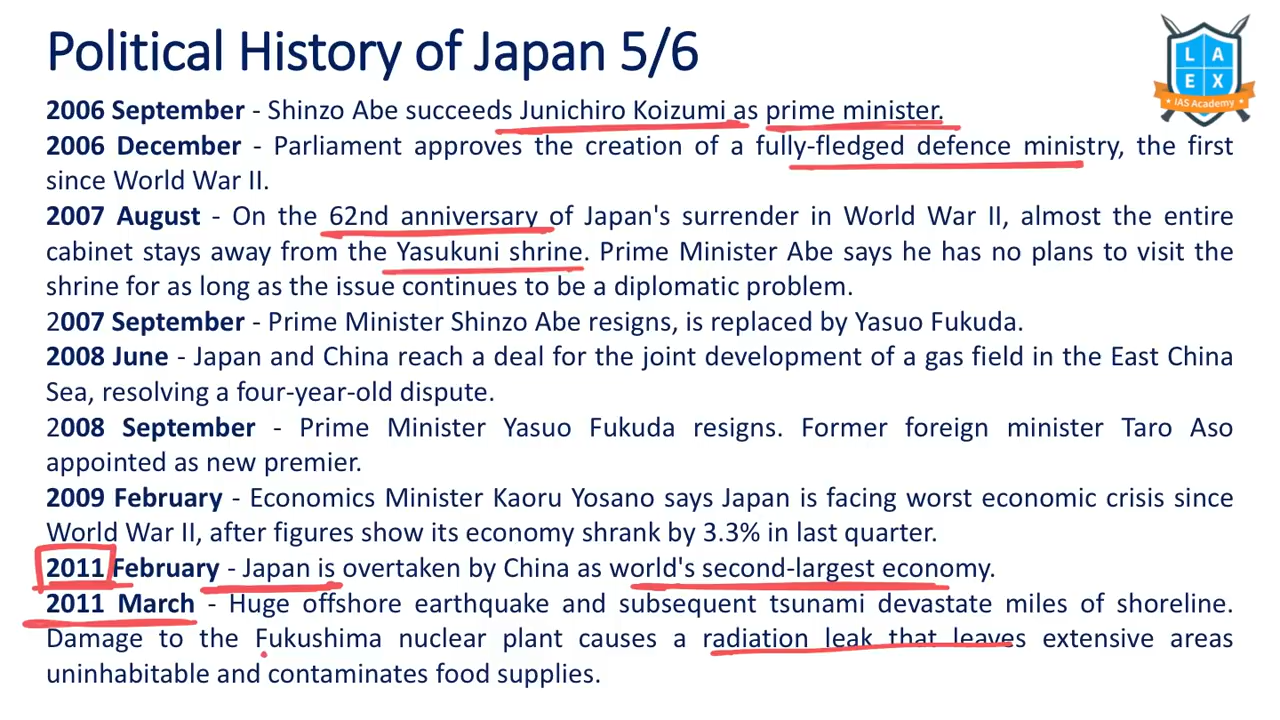 Political History of Japan 5/6
L A
E X
IAS Academy
2006 September - Shinzo Abe succeeds Junichiro Koizumi as prime minister.
2006 December - Parliament approves the creation of a fully-fledged defence ministry, the first
since World War II.
2007 August - On the 62nd anniversary of Japan's surrender in World War II, almost the entire
cabinet stays away from the Yasukuni shrine. Prime Minister Abe says he has no plans to visit the
shrine for as long as the issue continues to be a diplomatic problem.
2007 September - Prime Minister Shinzo Abe resigns, is replaced by Yasuo Fukuda.
2008 June - Japan and China reach a deal for the joint development of a gas field in the East China
Sea, resolving a four-year-old dispute.
2008 September - Prime Minister Yasuo Fukuda resigns. Former foreign minister Taro Aso
appointed as new premier.
2009 February - Economics Minister Kaoru Yosano says Japan is facing worst economic crisis since
World War II, after figures show its economy shrank by 3.3% in last quarter.
2011 February - Japan is overtaken by China as world's second-largest economy.
2011 March - Huge offshore earthquake and subsequent tsunami devastate miles of shoreline.
Damage to the Fukushima nuclear plant causes a radiation leak that leaves extensive areas
uninhabitable and contaminates food supplies.